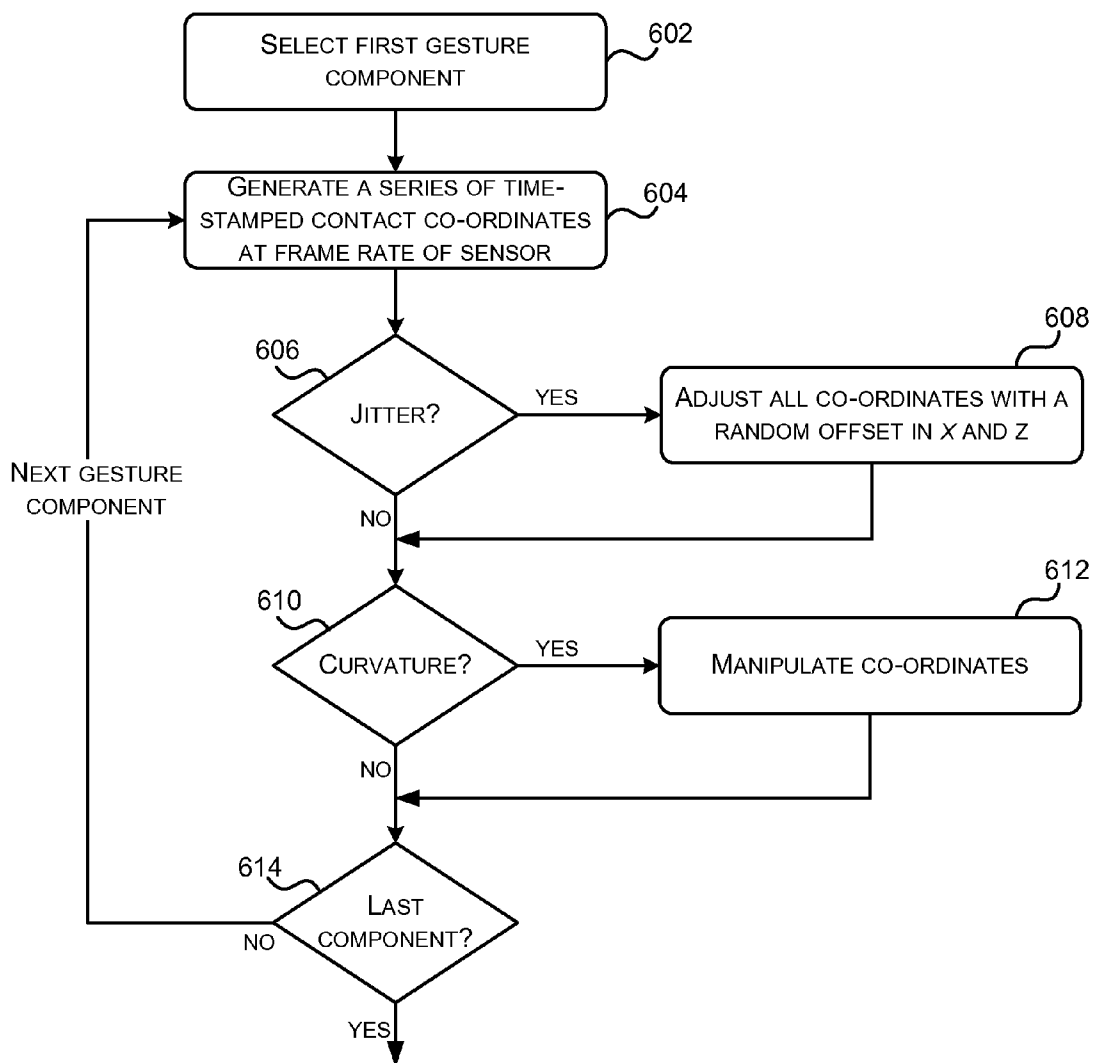 SELECT FIRST GESTURE
COMPONENT
602
GENERATE A SERIES OF TIME-
STAMPED CONTACT CO-ORDINATES
AT FRAME RATE OF SENSOR
604
606
JITTER?
YES
608
ADJUST ALL CO-ORDINATES WITH A
RANDOM OFFSET IN X AND Z
NEXT GESTURE
COMPONENT
NO
610
CURVATURE?
YES
612
MANIPULATE CO-ORDINATES
NO
614
LAST
COMPONENT?
NO
YES